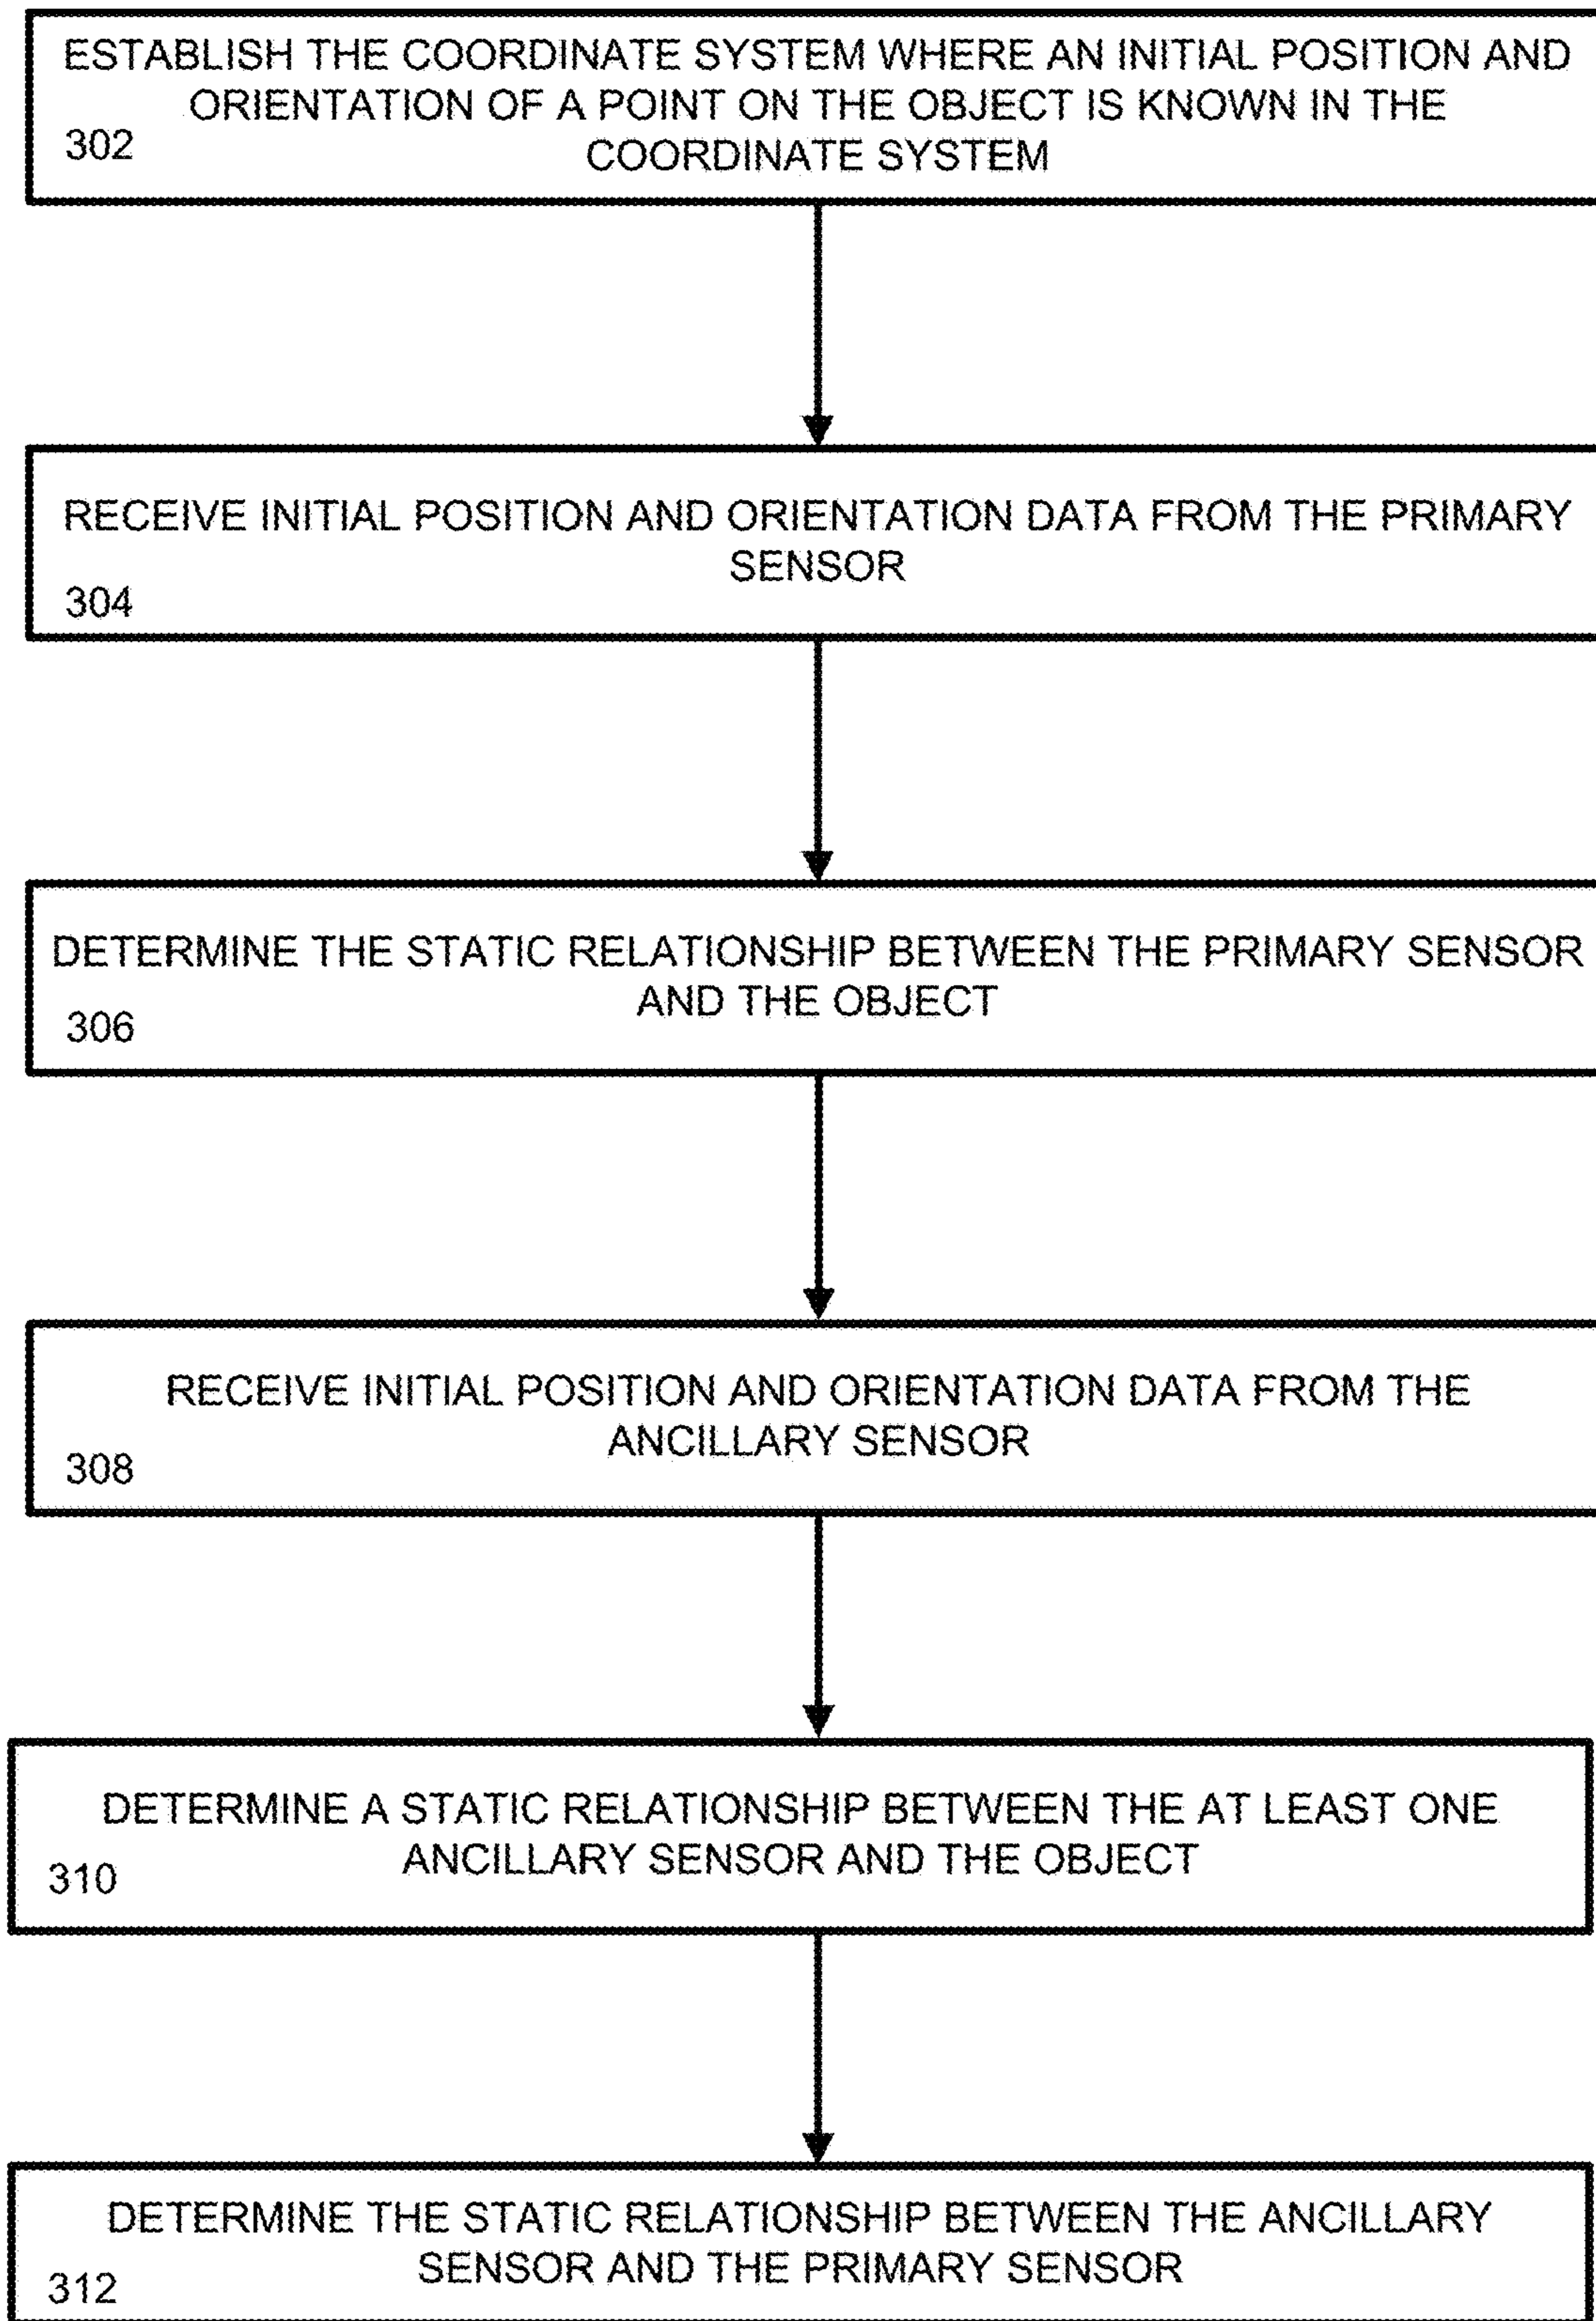 ESTABLISH THE COORDINATE SYSTEM WHERE AN INITIAL POSITION AND
ORIENTATION OF A POINT ON THE OBJECT IS KNOWN IN THE
302
COORDINATE SYSTEM
RECEIVE INITIAL POSITION AND ORIENTATION DATA FROM THE PRIMARY
SENSOR
304
DETERMINE THE STATIC RELATIONSHIP BETWEEN THE PRIMARY SENSOR
AND THE OBJECT
306
RECEIVE INITIAL POSITION AND ORIENTATION DATA FROM THE
ANCILLARY SENSOR
308
DETERMINE A STATIC RELATIONSHIP BETWEEN THE AT LEAST ONE
ANCILLARY SENSOR AND THE OBJECT
310
DETERMINE THE STATIC RELATIONSHIP BETWEEN THE ANCILLARY
SENSOR AND THE PRIMARY SENSOR
312